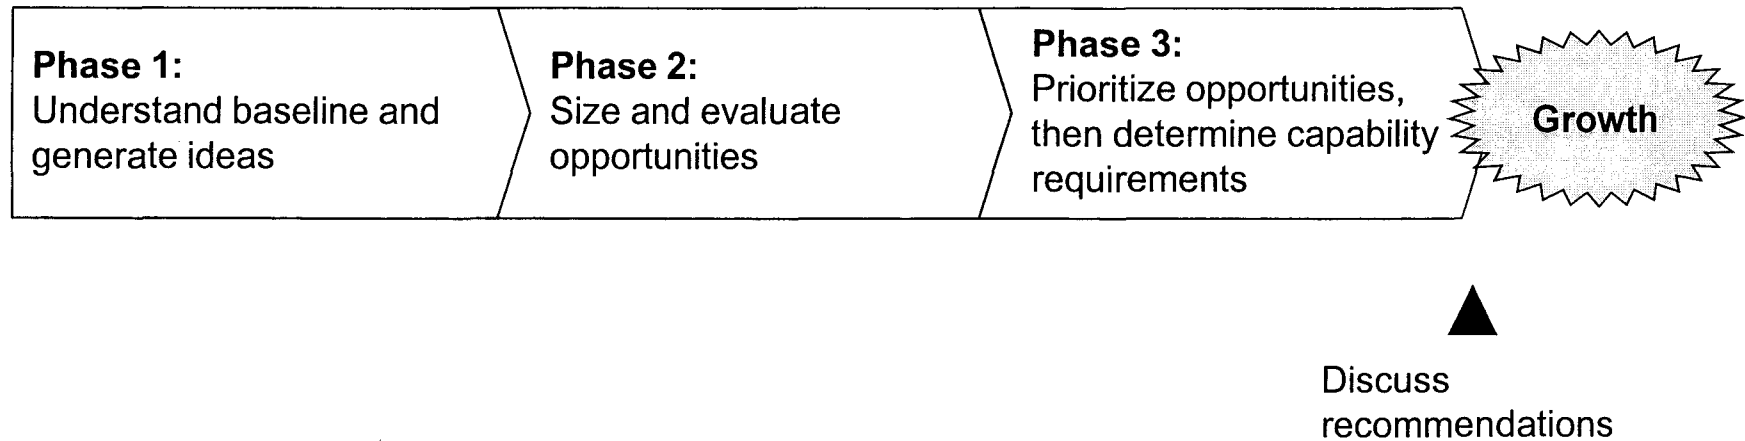 Phase 1:
Understand baseline and
generate ideas
Phase 2:
Size and evaluate
opportunities
Phase 3:
Prioritize opportunities,
then determine capability
requirements
Growth
Discuss
recommendations